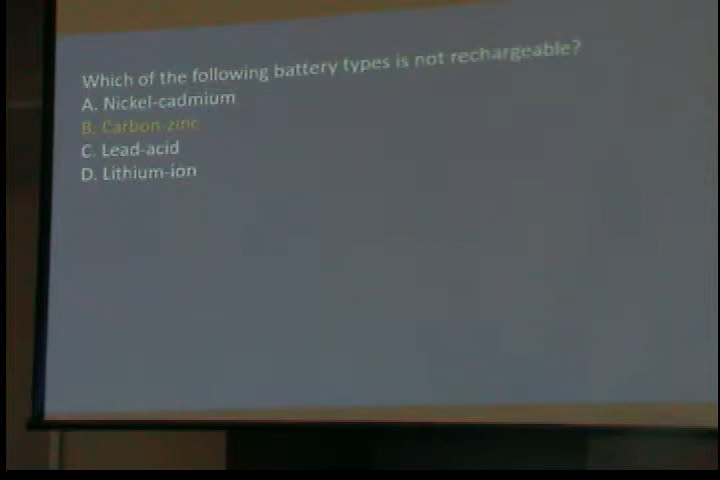 Which of the following battery types is not rechargeable?
A. Nickel-cadmium
B. Carbon-zinc
C. Lead-acid
D. Lithium-ion